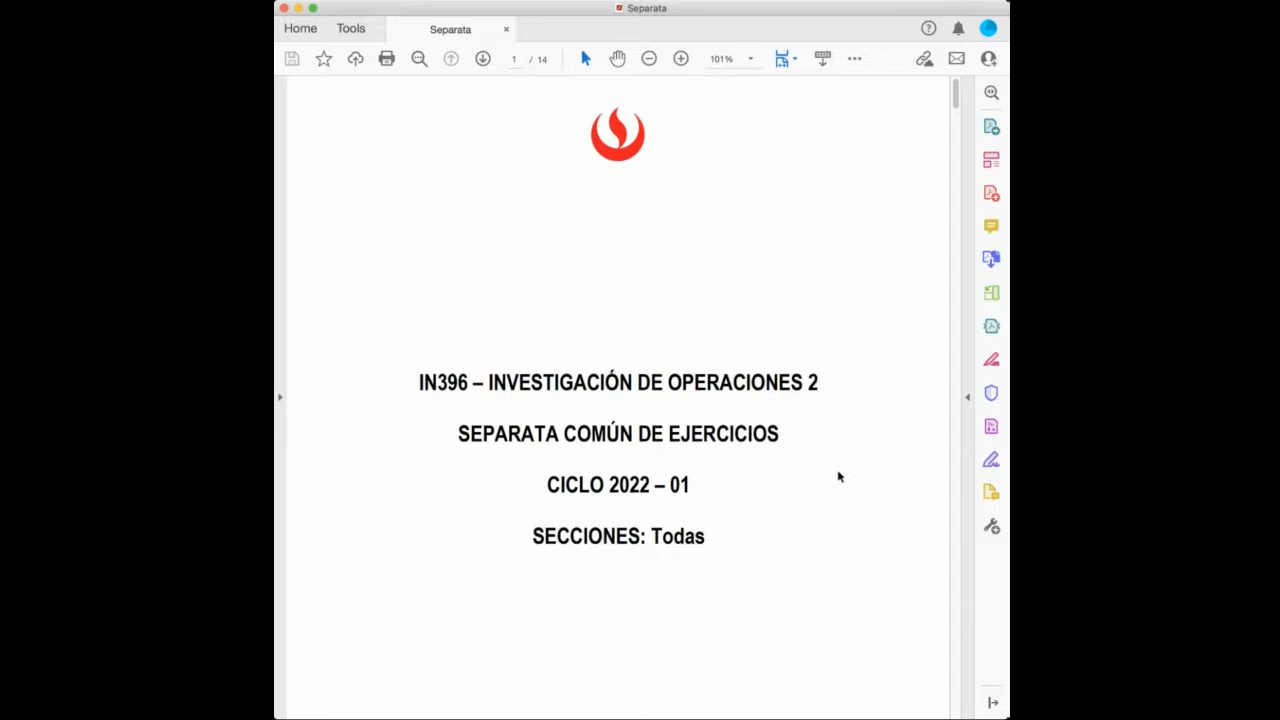 Separata
Home Tools Separata
1 / 14 101%
IN396 – INVESTIGACIÓN DE OPERACIONES 2
SEPARATA COMÚN DE EJERCICIOS
CICLO 2022 – 01
SECCIONES: Todas